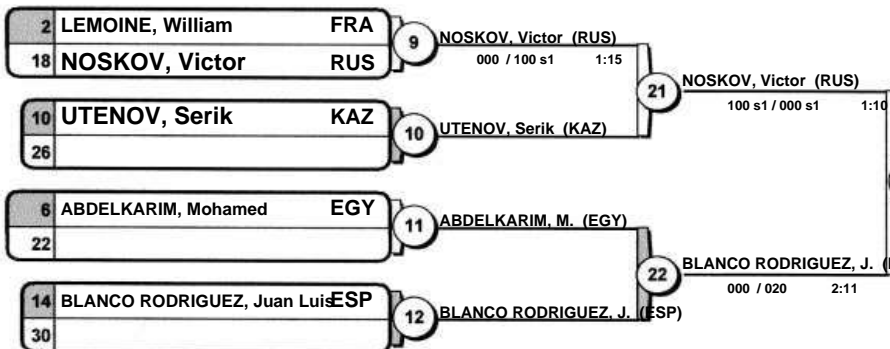 2 LEMOINE, William FRA
18 NOSKOV, Victor RUS
9
NOSKOV, Victor (RUS)
000 / 100 s1 1:15
10 UTENOV, Serik KAZ
26
10
UTENOV, Serik (KAZ)
21
NOSKOV, Victor (RUS)
100 s1 / 000 s1 1:10
6 ABDELKARIM, Mohamed EGY
22
11
ABDELKARIM, M. (EGY)
14 BLANCO RODRIGUEZ, Juan Luis ESP
30
12
BLANCO RODRIGUEZ, J. (ESP)
22
BLANCO RODRIGUEZ, J. (
000 / 020 2:11